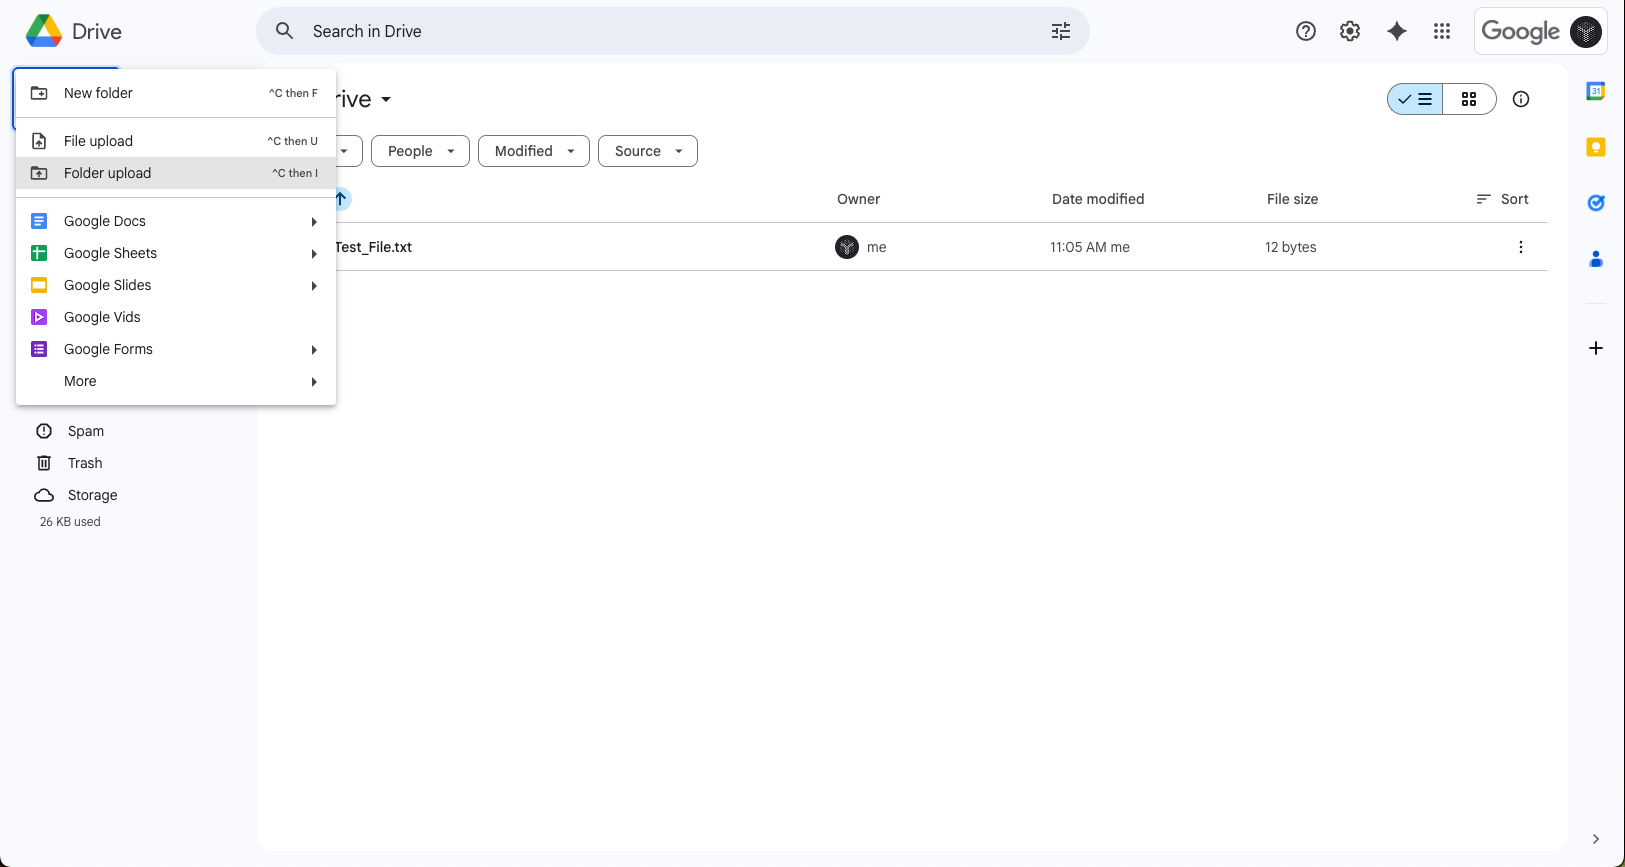 Drive
Search in Drive
Google
New folder ^C then F
File upload ^C then U
Folder upload ^C then I
Google Docs
Google Sheets
Google Slides
Google Vids
Google Forms
More
Spam
Trash
Storage
26 KB used
rive
People Modified Source
Owner Date modified File size Sort
Test_File.txt me 11:05 AM me 12 bytes
31